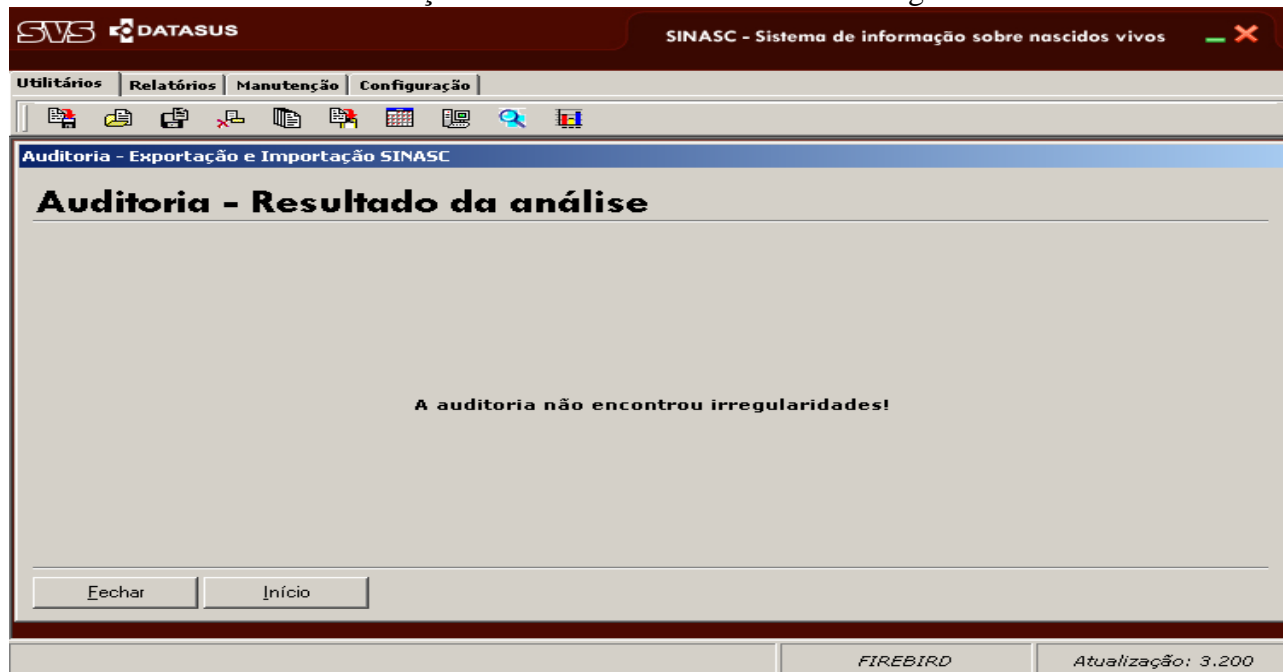 SVS DATASUS
SINASC - Sistema de informação sobre nascidos vivos
Utilitários Relatórios Manutenção Configuração
Auditoria - Exportação e Importação SINASC
Auditoria - Resultado da análise
A auditoria não encontrou irregularidades!
Fechar Início
FIREBIRD Atualização: 3.200